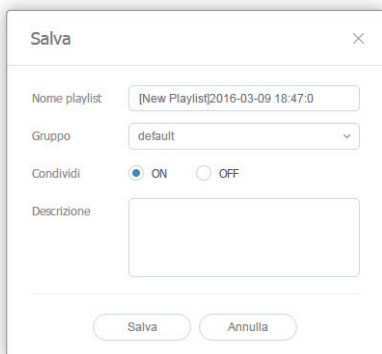 Salva
Nome playlist [New Playlist]2016-03-09 18:47:0
Gruppo default
Condividi ON OFF
Descrizione
Salva Annulla